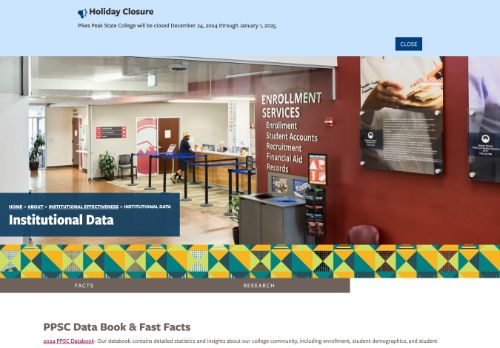 Holiday Closure
Pikes Peak State College will be closed December 24, 2024 through January 1, 2025.
CLOSE
ENROLLMENT
SERVICES
Enrollment
Student Accounts
Recruitment
Financial Aid
Records
HOME > ABOUT > INSTITUTIONAL EFFECTIVENESS > INSTITUTIONAL DATA
Institutional Data
FACTS
RESEARCH
PPSC Data Book & Fast Facts
2024 PPSC Databook- Our databook contains detailed statistics and insights about our college community, including enrollment, student demographics, and student